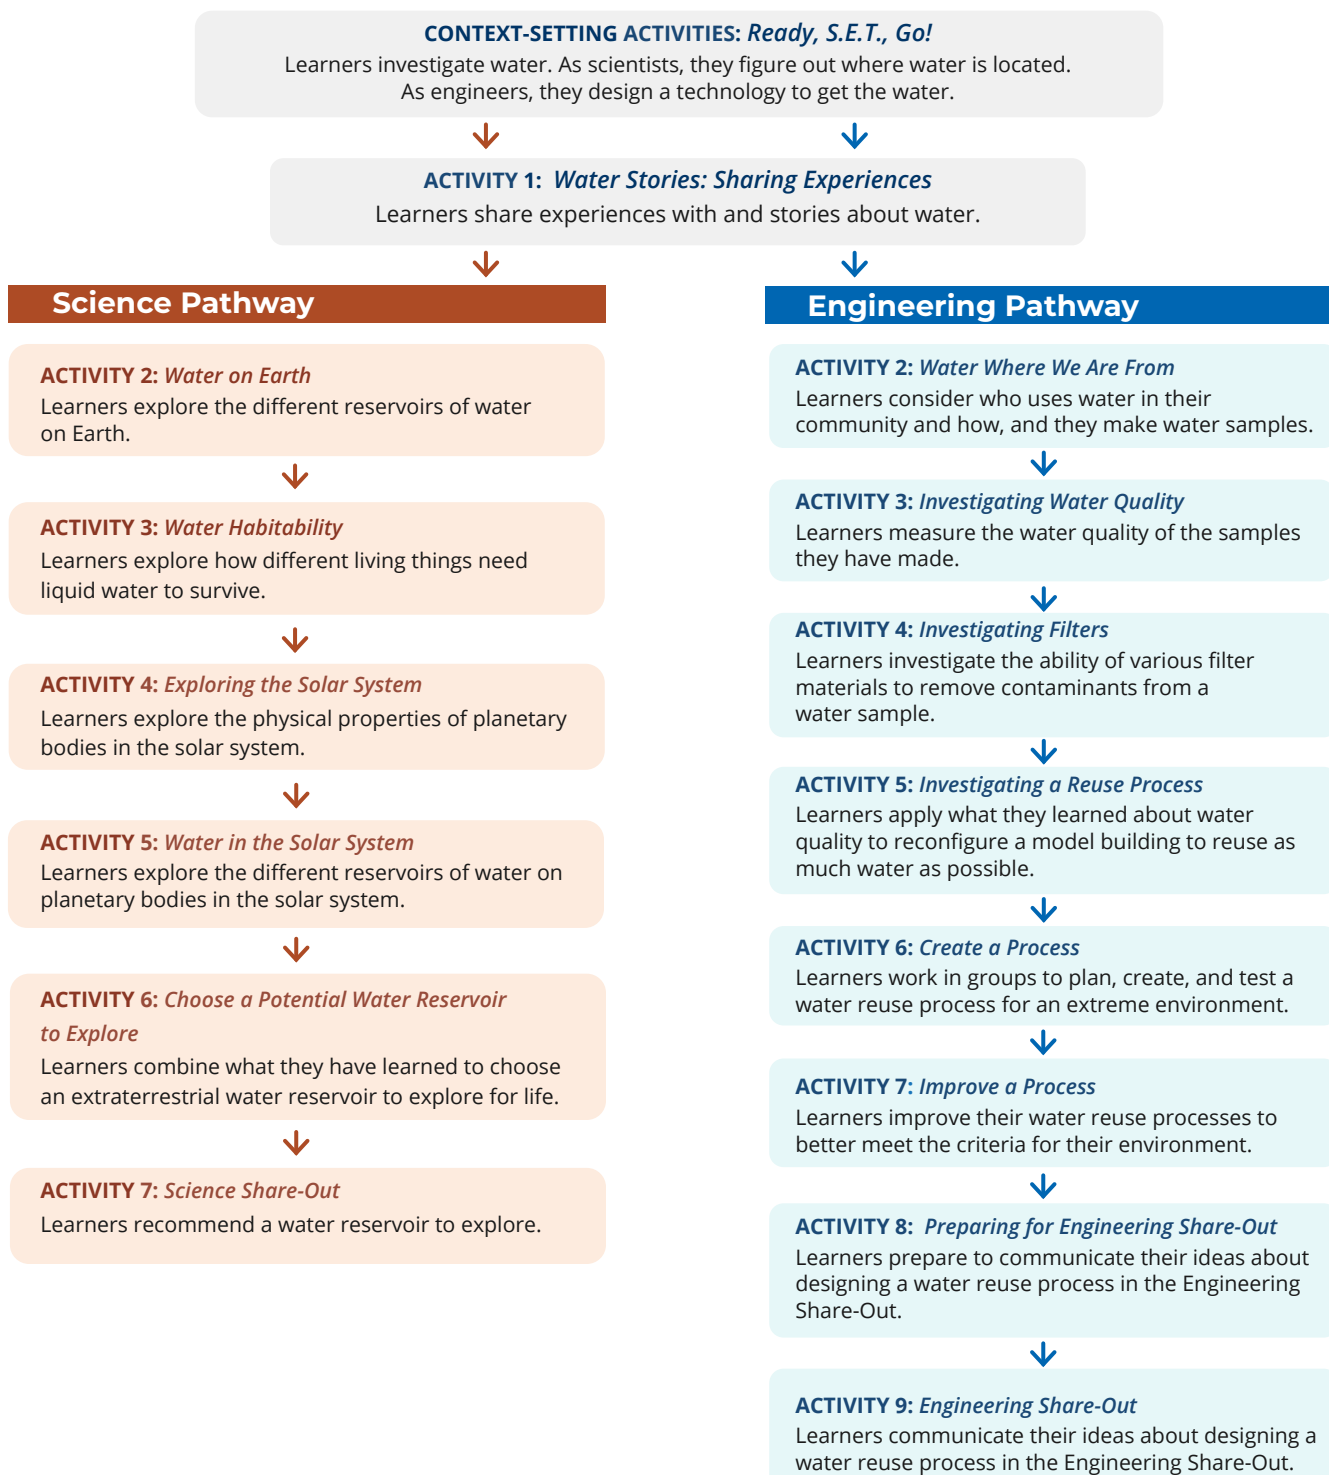 CONTEXT-SETTING ACTIVITIES: Ready, S.E.T., Go!
Learners investigate water. As scientists, they figure out where water is located.
As engineers, they design a technology to get the water.
ACTIVITY 1: Water Stories: Sharing Experiences
Learners share experiences with and stories about water.
Science Pathway
ACTIVITY 2: Water on Earth
Learners explore the different reservoirs of water
on Earth.
ACTIVITY 3: Water Habitability
Learners explore how different living things need
liquid water to survive.
ACTIVITY 4: Exploring the Solar System
Learners explore the physical properties of planetary
bodies in the solar system.
ACTIVITY 5: Water in the Solar System
Learners explore the different reservoirs of water on
planetary bodies in the solar system.
ACTIVITY 6: Choose a Potential Water Reservoir
to Explore
Learners combine what they have learned to choose
an extraterrestrial water reservoir to explore for life.
ACTIVITY 7: Science Share-Out
Learners recommend a water reservoir to explore.
Engineering Pathway
ACTIVITY 2: Water Where We Are From
Learners consider who uses water in their
community and how, and they make water samples.
ACTIVITY 3: Investigating Water Quality
Learners measure the water quality of the samples
they have made.
ACTIVITY 4: Investigating Filters
Learners investigate the ability of various filter
materials to remove contaminants from a
water sample.
ACTIVITY 5: Investigating a Reuse Process
Learners apply what they learned about water
quality to reconfigure a model building to reuse as
much water as possible.
ACTIVITY 6: Create a Process
Learners work in groups to plan, create, and test a
water reuse process for an extreme environment.
ACTIVITY 7: Improve a Process
Learners improve their water reuse processes to
better meet the criteria for their environment.
ACTIVITY 8: Preparing for Engineering Share-Out
Learners prepare to communicate their ideas about
designing a water reuse process in the Engineering
Share-Out.
ACTIVITY 9: Engineering Share-Out
Learners communicate their ideas about designing a
water reuse process in the Engineering Share-Out.